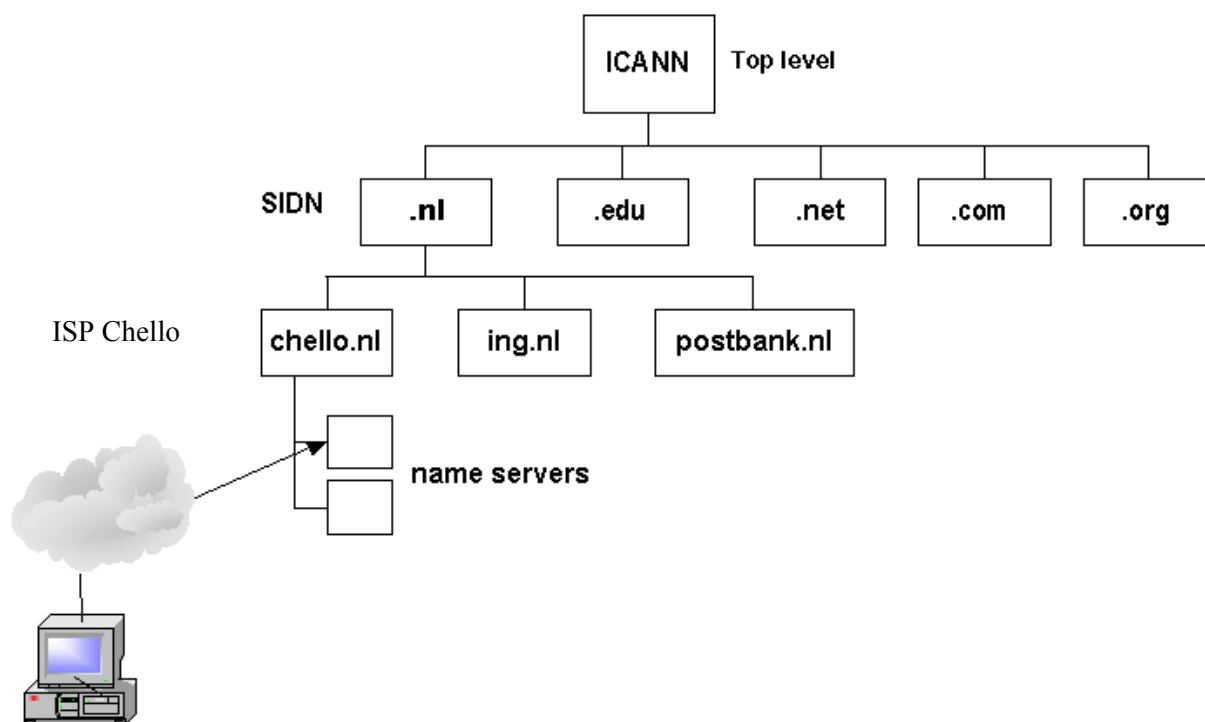 ICANN
Top level
SIDN
.nl
.edu
.net
.com
.org
ISP Chello
chello.nl
ing.nl
postbank.nl
name servers